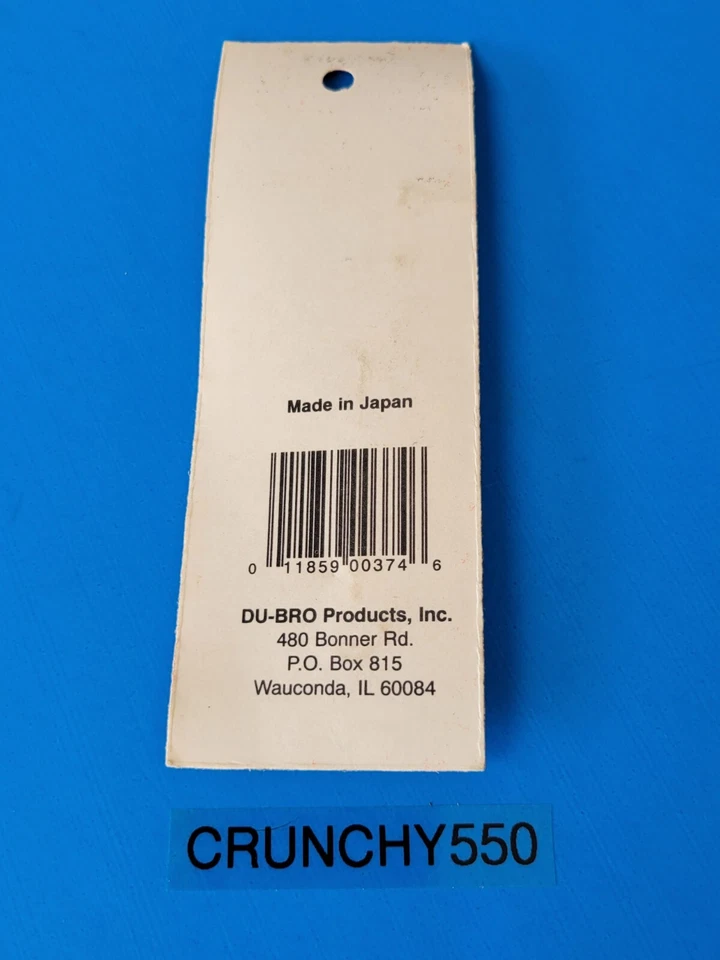 Made in Japan
0 11859 00374 6
DU-BRO Products, Inc.
480 Bonner Rd.
P.O. Box 815
Wauconda, IL 60084
CRUNCHY550